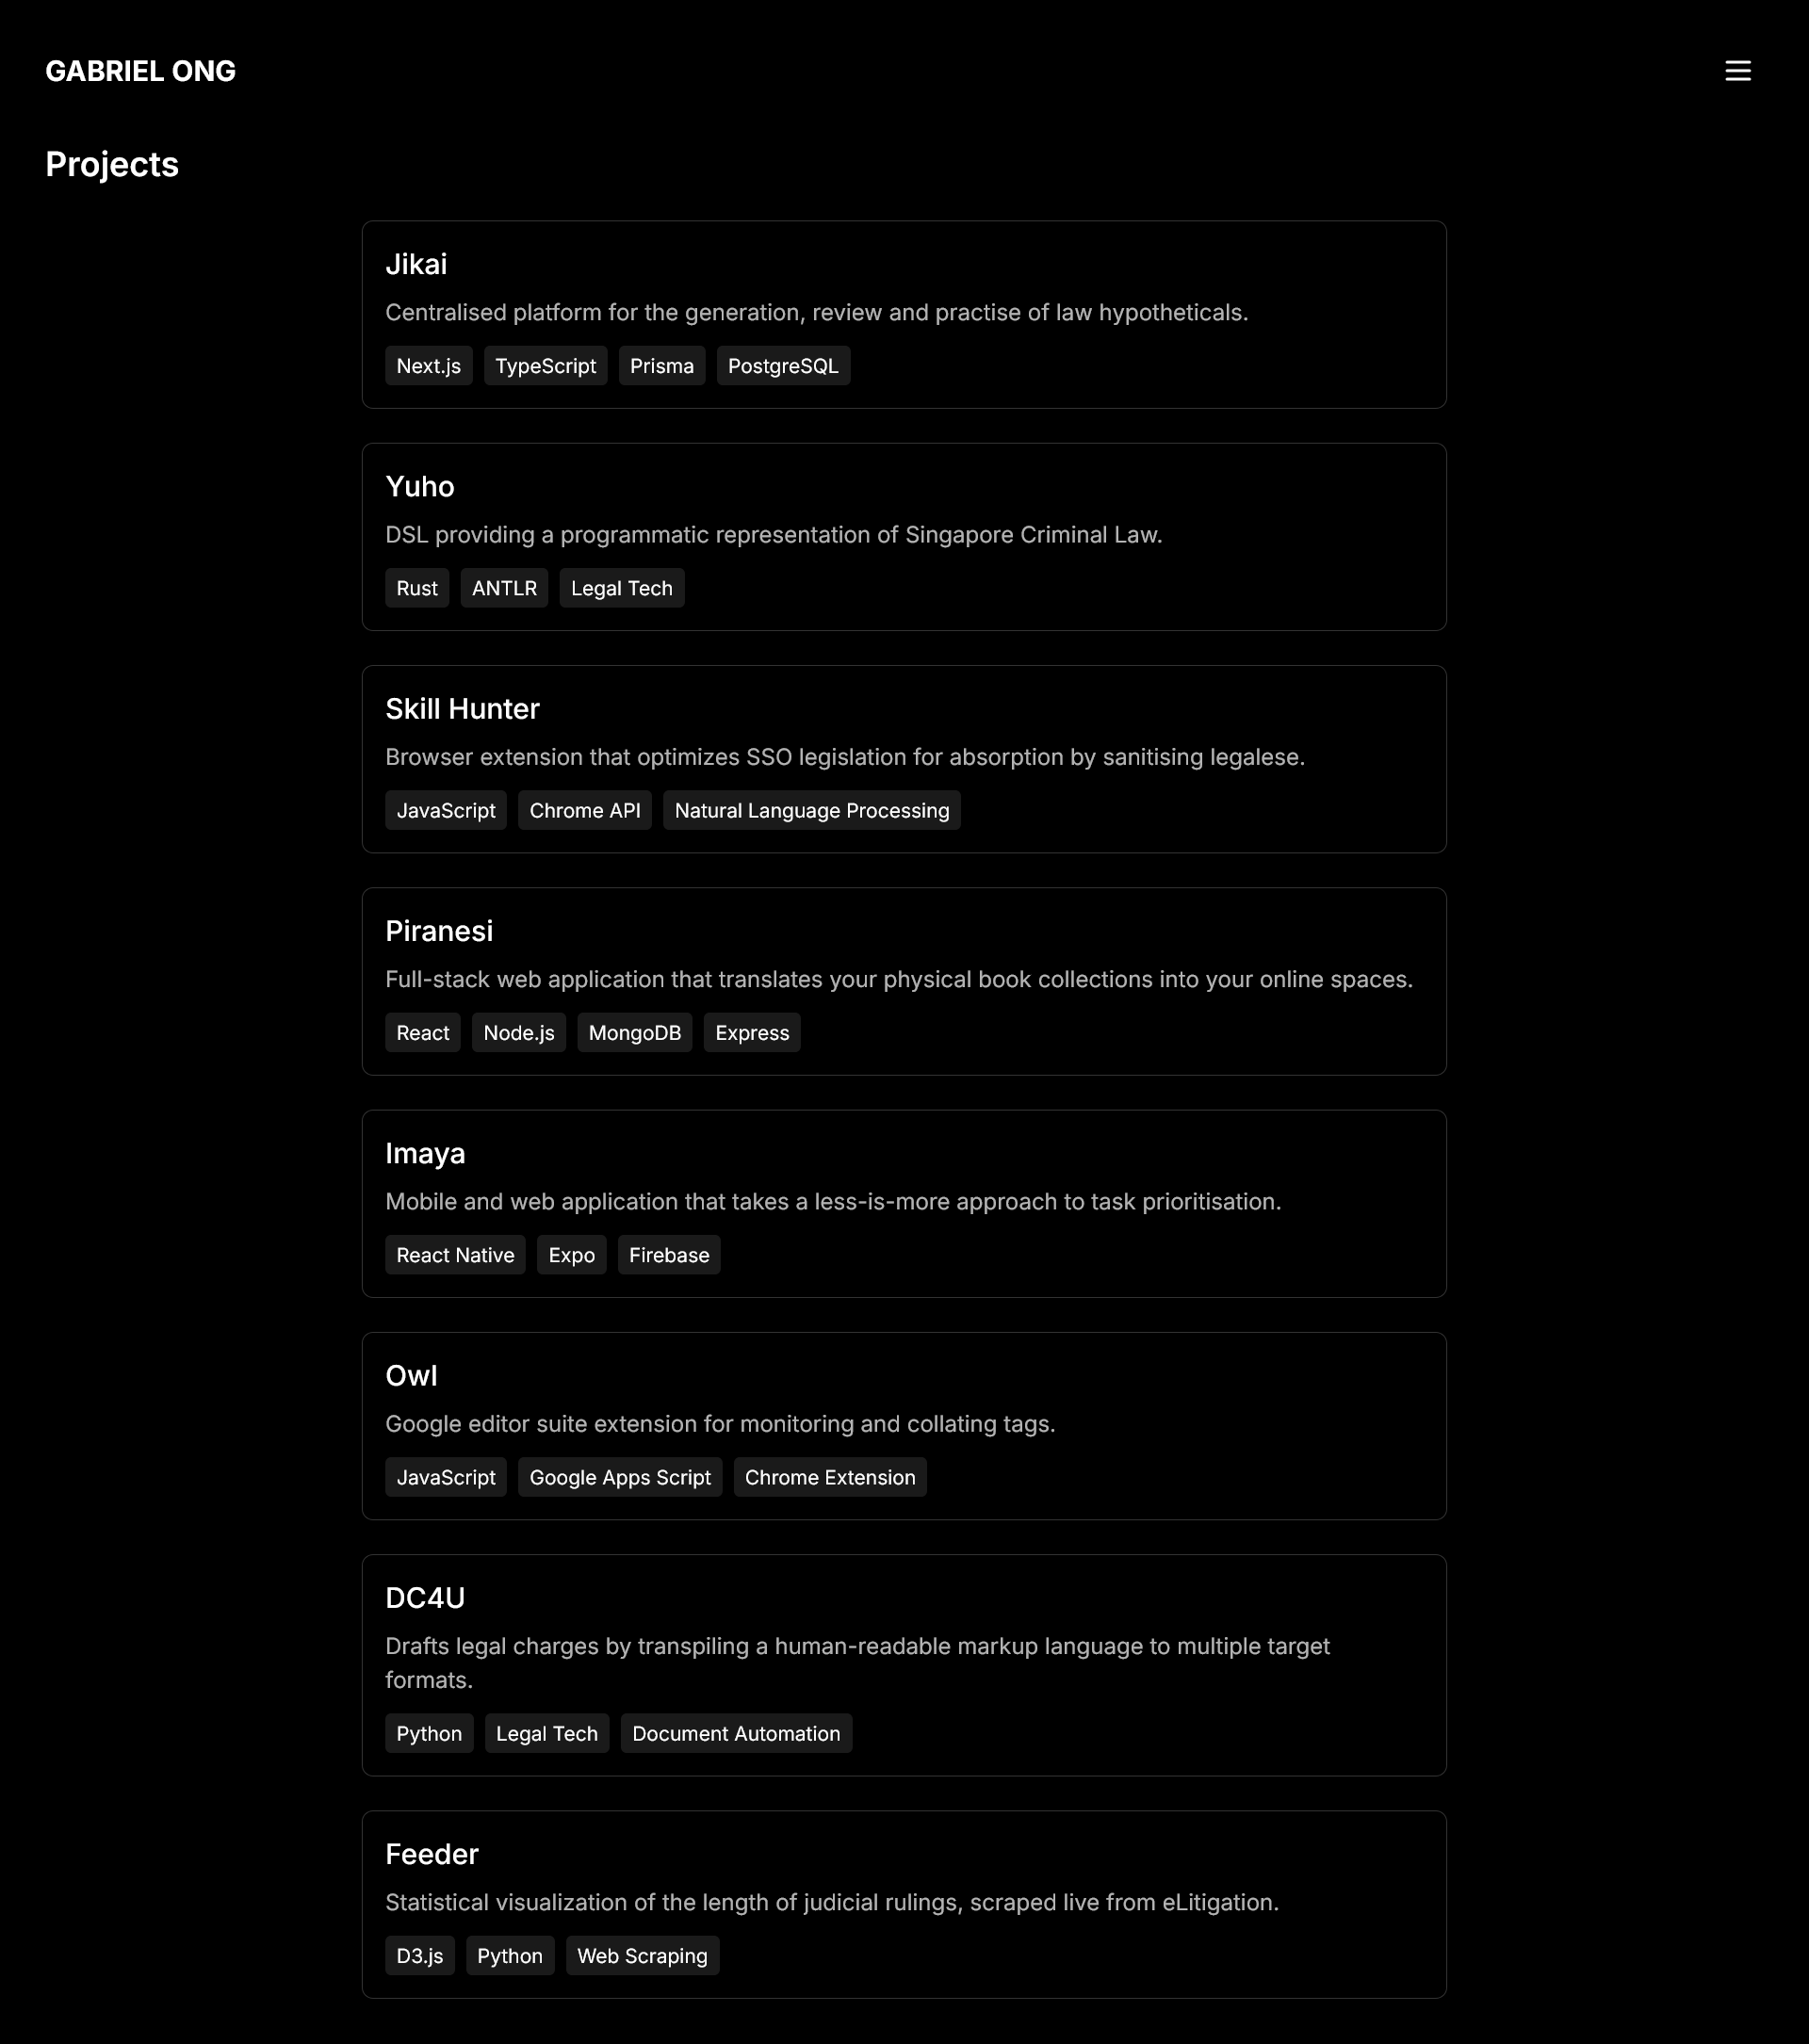 GABRIEL ONG
Projects
Jikai
Centralised platform for the generation, review and practise of law hypotheticals.
Next.js TypeScript Prisma PostgreSQL
Yuho
DSL providing a programmatic representation of Singapore Criminal Law.
Rust ANTLR Legal Tech
Skill Hunter
Browser extension that optimizes SSO legislation for absorption by sanitising legalese.
JavaScript Chrome API Natural Language Processing
Piranesi
Full-stack web application that translates your physical book collections into your online spaces.
React Node.js MongoDB Express
Imaya
Mobile and web application that takes a less-is-more approach to task prioritisation.
React Native Expo Firebase
Owl
Google editor suite extension for monitoring and collating tags.
JavaScript Google Apps Script Chrome Extension
DC4U
Drafts legal charges by transpiling a human-readable markup language to multiple target
formats.
Python Legal Tech Document Automation
Feeder
Statistical visualization of the length of judicial rulings, scraped live from eLitigation.
D3.js Python Web Scraping